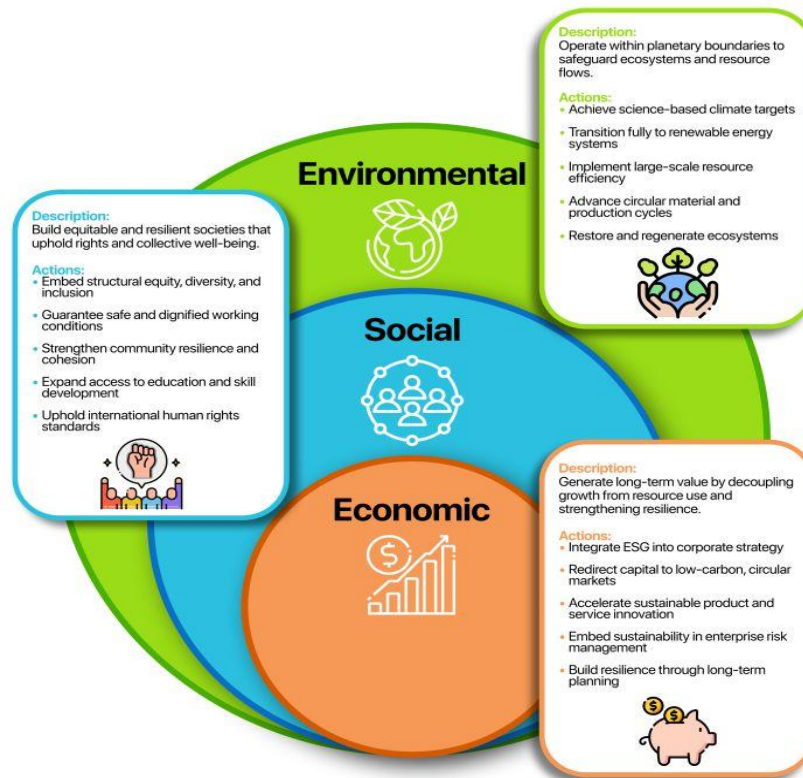 Description:
Operate within planetary boundaries to
safeguard ecosystems and resource
flows.
Actions:
• Achieve science-based climate targets
• Transition fully to renewable energy
systems
• Implement large-scale resource
efficiency
• Advance circular material and
production cycles
• Restore and regenerate ecosystems
Environmental
Description:
Build equitable and resilient societies that
uphold rights and collective well-being.
Actions:
• Embed structural equity, diversity, and
inclusion
• Guarantee safe and dignified working
conditions
• Strengthen community resilience and
cohesion
• Expand access to education and skill
development
• Uphold international human rights
standards
Social
Economic
$
Description:
Generate long-term value by decoupling
growth from resource use and
strengthening resilience.
Actions:
• Integrate ESG into corporate strategy
• Redirect capital to low-carbon, circular
markets
• Accelerate sustainable product and
service innovation
• Embed sustainability in enterprise risk
management
• Build resilience through long-term
planning
$ $